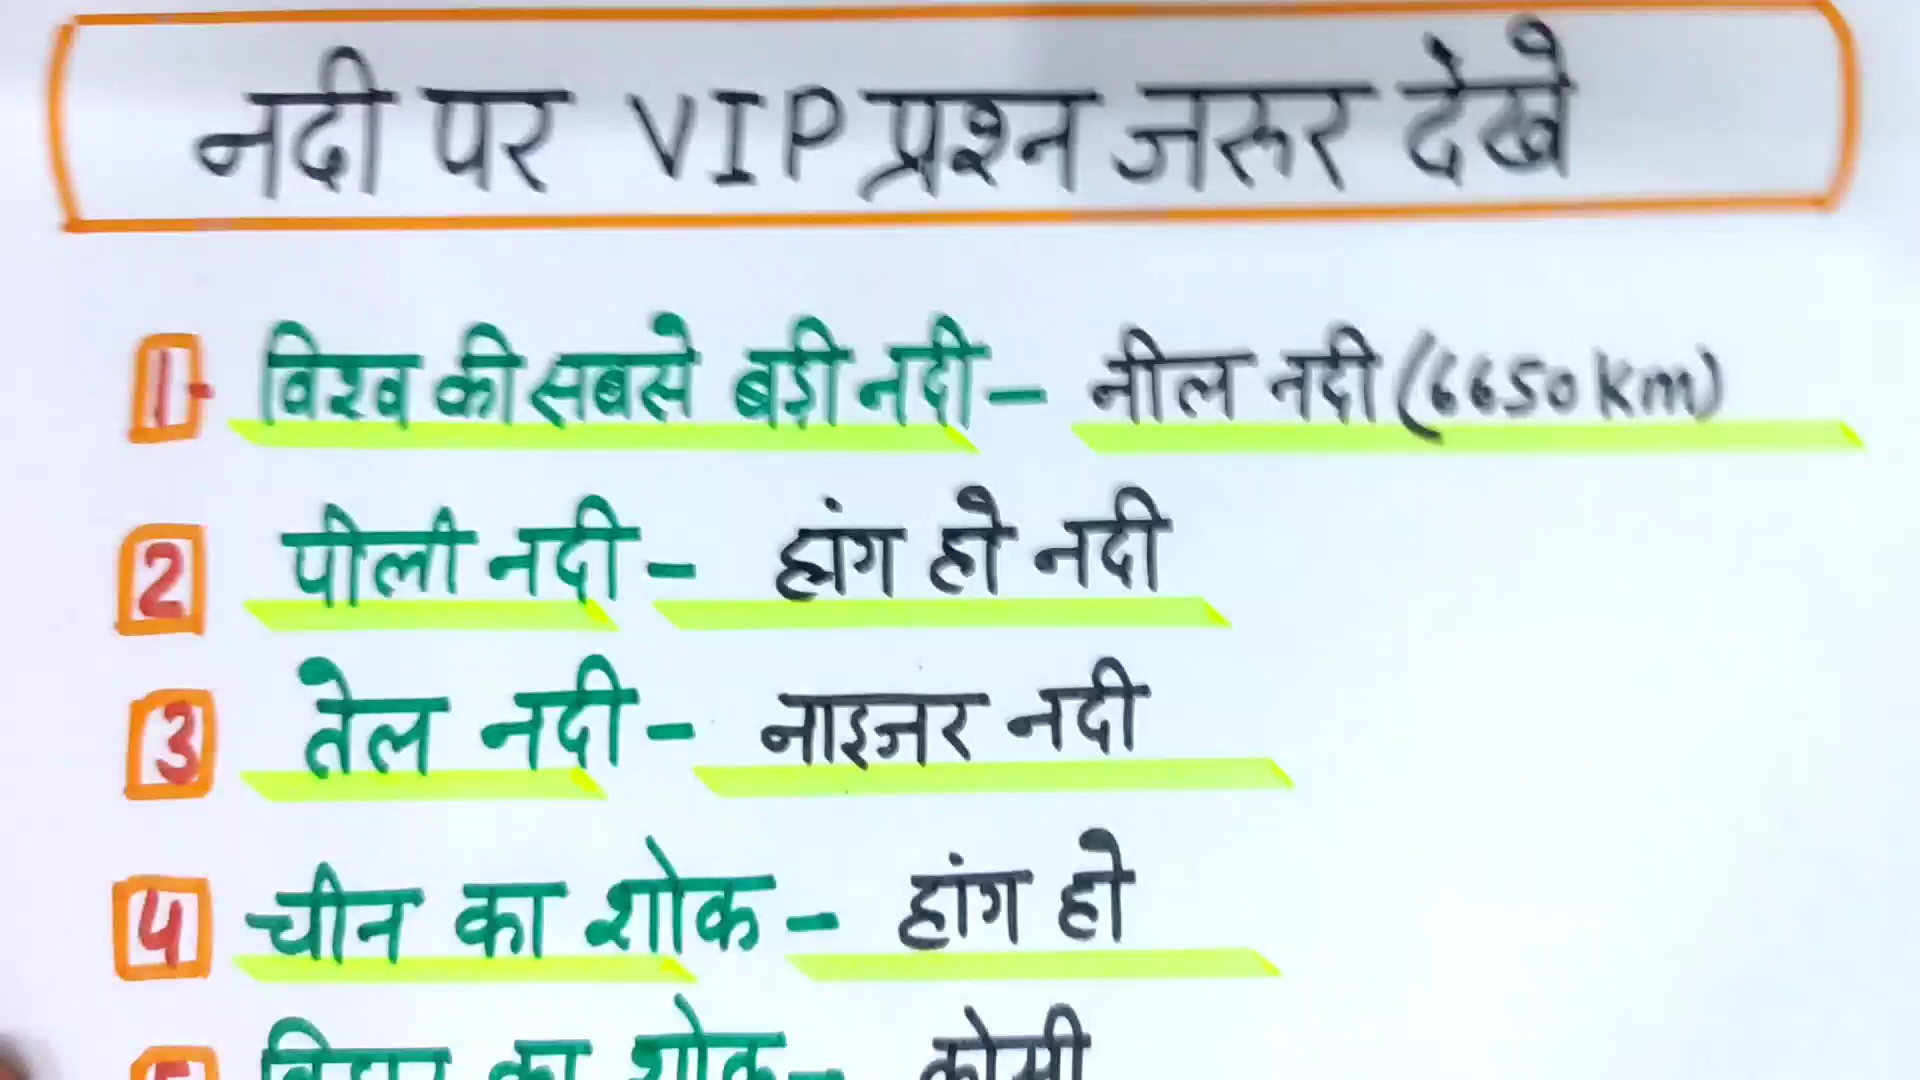 नदी पर VIP प्रश्न जरुर देखे
1- विश्व की सबसे बड़ी नदी - नील नदी (6650 Km)
2 पीली नदी - हांग हो नदी
3 तेल नदी - नाइजर नदी
4 चीन का शोक - हांग हो
5 बिहार का शोक - कोसी